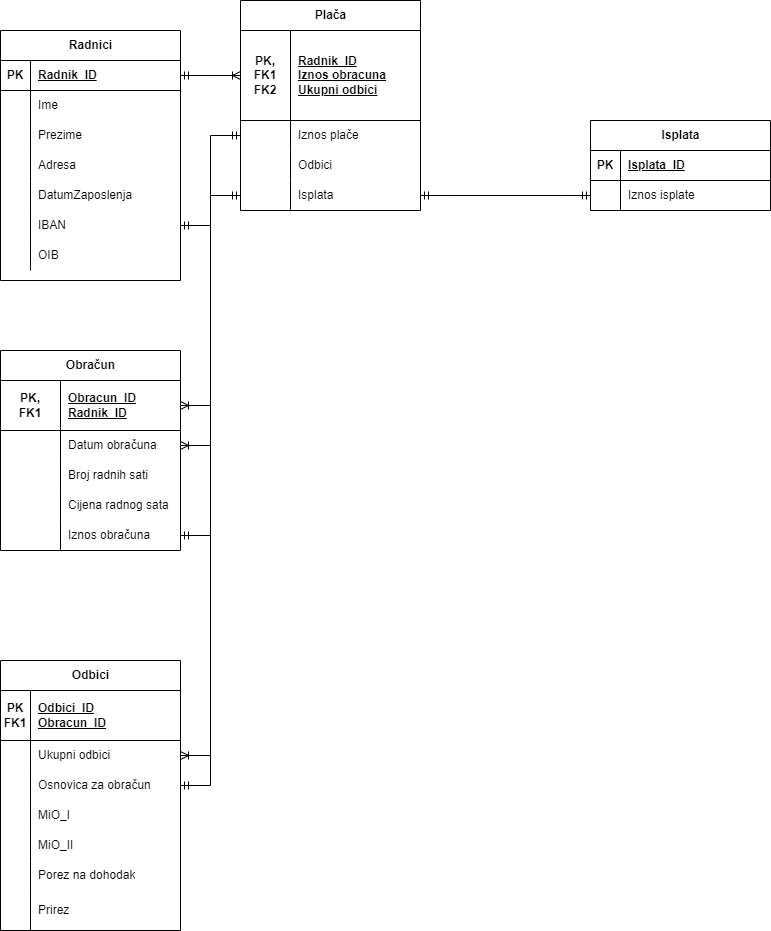 Radnici
PK Radnik_ID
Ime
Prezime
Adresa
DatumZaposlenja
IBAN
OIB
Plača
PK,
FK1
FK2
Radnik_ID
Iznos obracuna
Ukupni odbici
Iznos plače
Odbici
Isplata
Isplata
PK Isplata_ID
Iznos isplate
Obračun
PK,
FK1
Obracun_ID
Radnik_ID
Datum obračuna
Broj radnih sati
Cijena radnog sata
Iznos obračuna
Odbici
PK
FK1
Odbici_ID
Obracun_ID
Ukupni odbici
Osnovica za obračun
MiO_I
MiO_II
Porez na dohodak
Prirez